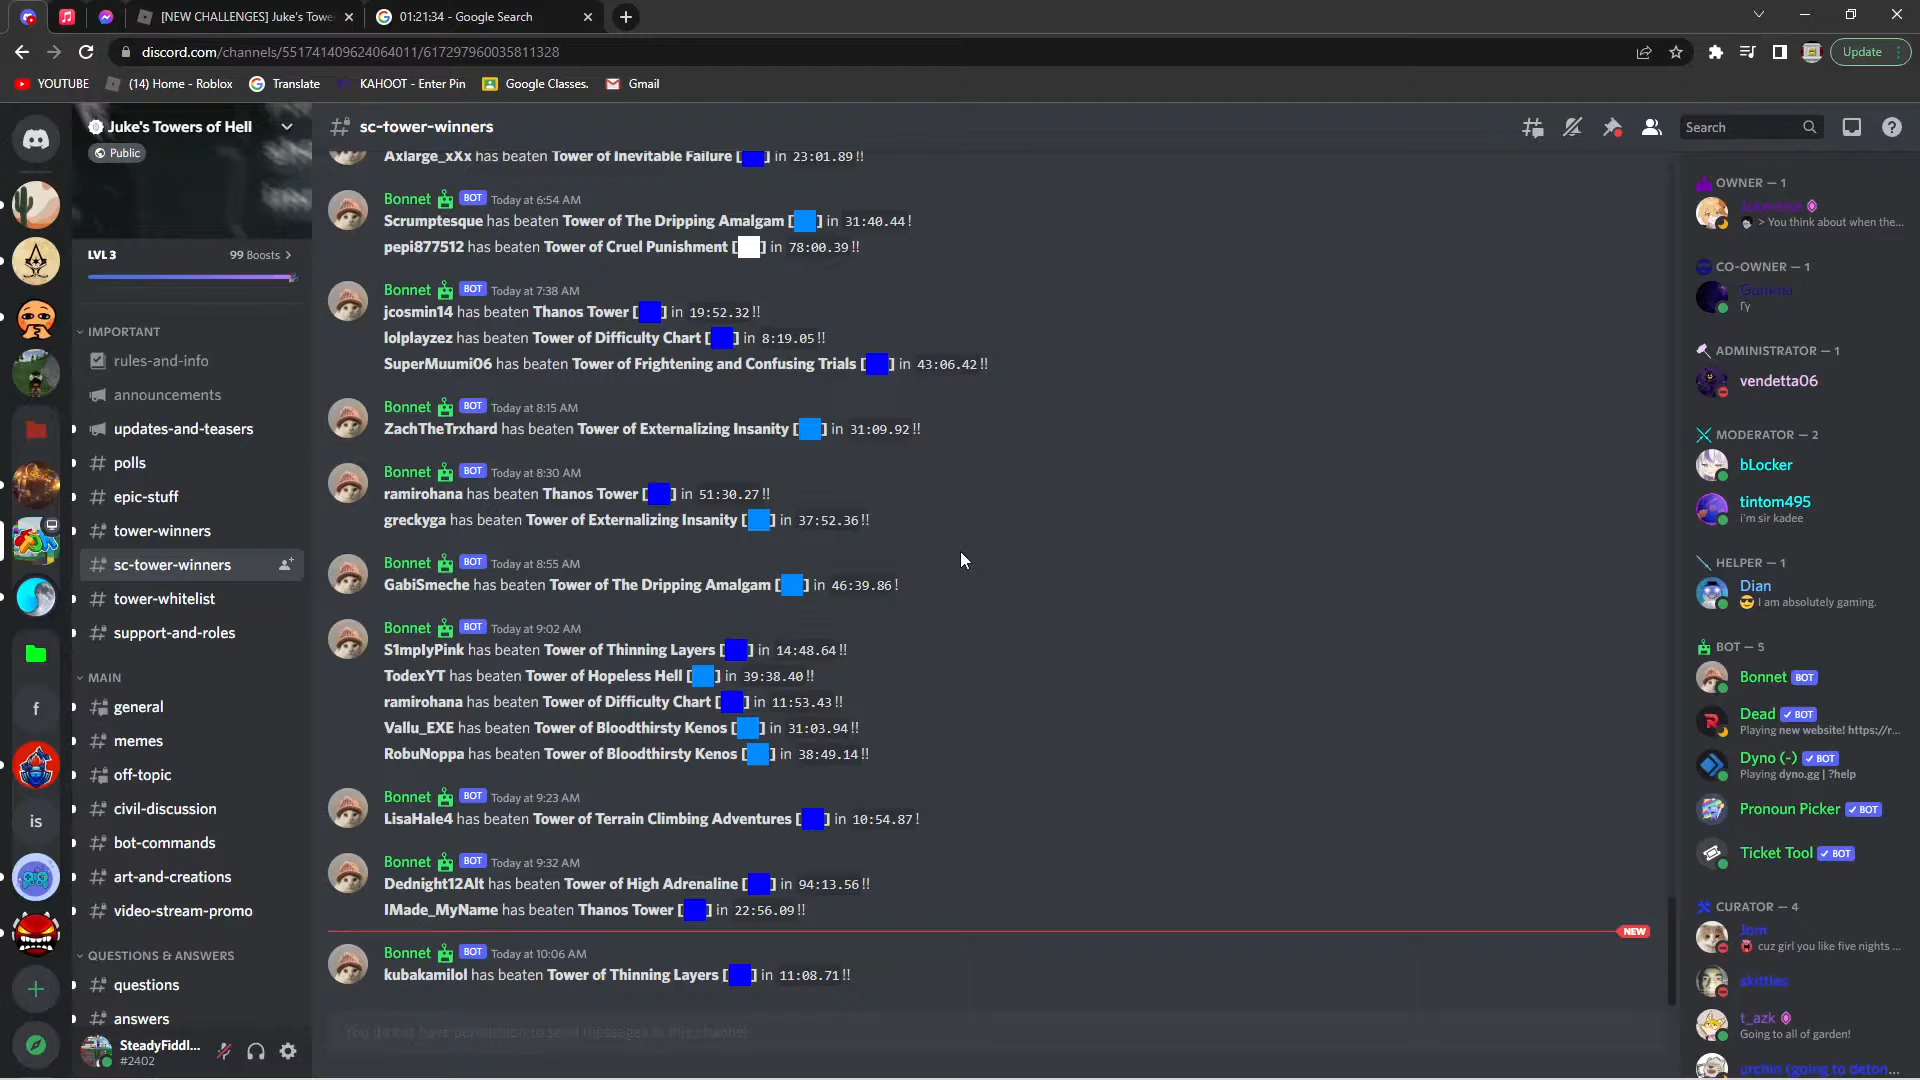 [NEW CHALLENGES] Juke's Towe
01:21:34 - Google Search
discord.com/channels/551741409624064011/617297960035811328
Update
YOUTUBE
(14) Home - Roblox
Translate
KAHOOT - Enter Pin
Google Classes.
Gmail
Juke's Towers of Hell
Public
LVL 3
99 Boosts
IMPORTANT
rules-and-info
announcements
updates-and-teasers
polls
epic-stuff
tower-winners
sc-tower-winners
tower-whitelist
support-and-roles
MAIN
general
memes
off-topic
civil-discussion
bot-commands
art-and-creations
video-stream-promo
QUESTIONS & ANSWERS
questions
answers
f
is
SteadyFiddl...
#2402
sc-tower-winners
Search
Axlarge_xXx has beaten Tower of Inevitable Failure [ ] in 23:01.89!!
Bonnet BOT Today at 6:54 AM
Scrumptesque has beaten Tower of The Dripping Amalgam [ ] in 31:40.44!
pepi877512 has beaten Tower of Cruel Punishment [ ] in 78:00.39!!
Bonnet BOT Today at 7:38 AM
jcosmin14 has beaten Thanos Tower [ ] in 19:52.32!!
lolplayzez has beaten Tower of Difficulty Chart [ ] in 8:19.05!!
SuperMuumi06 has beaten Tower of Frightening and Confusing Trials [ ] in 43:06.42!!
Bonnet BOT Today at 8:15 AM
ZachTheTrxhard has beaten Tower of Externalizing Insanity [ ] in 31:09.92!!
Bonnet BOT Today at 8:30 AM
ramirohana has beaten Thanos Tower [ ] in 51:30.27!!
greckyga has beaten Tower of Externalizing Insanity [ ] in 37:52.36!!
Bonnet BOT Today at 8:55 AM
GabiSmeche has beaten Tower of The Dripping Amalgam [ ] in 46:39.86!
Bonnet BOT Today at 9:02 AM
S1mplyPink has beaten Tower of Thinning Layers [ ] in 14:48.64!!
TodexYT has beaten Tower of Hopeless Hell [ ] in 39:38.40!!
ramirohana has beaten Tower of Difficulty Chart [ ] in 11:53.43!!
Vallu_EXE has beaten Tower of Bloodthirsty Kenos [ ] in 31:03.94!!
RobuNoppa has beaten Tower of Bloodthirsty Kenos [ ] in 38:49.14!!
Bonnet BOT Today at 9:23 AM
LisaHale4 has beaten Tower of Terrain Climbing Adventures [ ] in 10:54.87!
Bonnet BOT Today at 9:32 AM
Dednight12Alt has beaten Tower of High Adrenaline [ ] in 94:13.56!!
IMade_MyName has beaten Thanos Tower [ ] in 22:56.09!!
NEW
Bonnet BOT Today at 10:06 AM
kubakamilol has beaten Tower of Thinning Layers [ ] in 11:08.71!!
You do not have permission to send messages in this channel.
OWNER — 1
> You think about when the...
CO-OWNER — 1
Gamma
Γγ
ADMINISTRATOR — 1
vendetta06
MODERATOR — 2
bLocker
tintom495
i'm sir kadee
HELPER — 1
Dian
I am absolutely gaming.
BOT — 5
Bonnet BOT
Dead BOT
Playing new website! https://r...
Dyno (-) BOT
Playing dyno.gg | ?help
Pronoun Picker BOT
Ticket Tool BOT
CURATOR — 4
Jom
cuz girl you like five nights ...
skittles
t_azk
Going to all of garden!
urchin (going to deton...